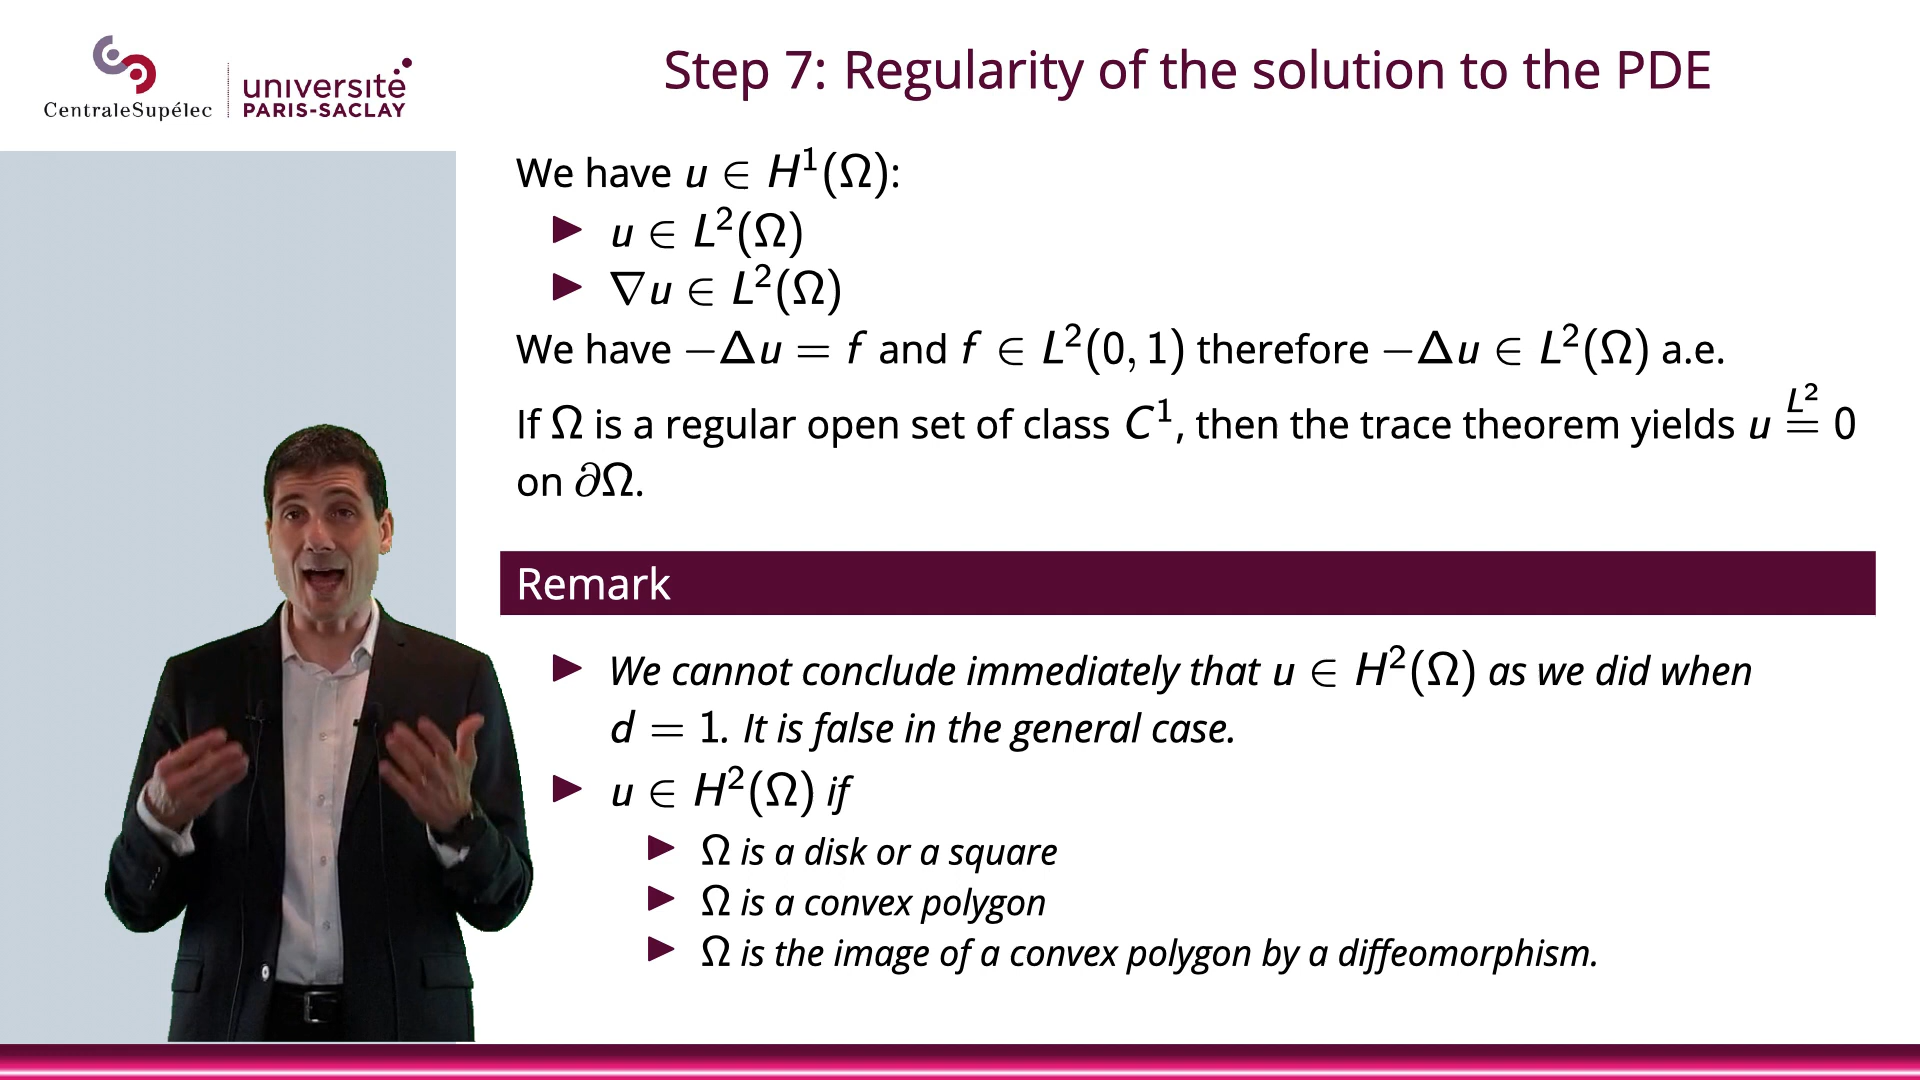 CentraleSupélec
université
PARIS-SACLAY
Step 7: Regularity of the solution to the PDE
We have u ∈ H¹(Ω):
▶ u ∈ L²(Ω)
▶ ∇u ∈ L²(Ω)
We have −Δu = f and f ∈ L²(0, 1) therefore −Δu ∈ L²(Ω) a.e.
If Ω is a regular open set of class C¹, then the trace theorem yields u =^{L²} 0
on ∂Ω.
Remark
▶ We cannot conclude immediately that u ∈ H²(Ω) as we did when
d = 1. It is false in the general case.
▶ u ∈ H²(Ω) if
▶ Ω is a disk or a square
▶ Ω is a convex polygon
▶ Ω is the image of a convex polygon by a diffeomorphism.